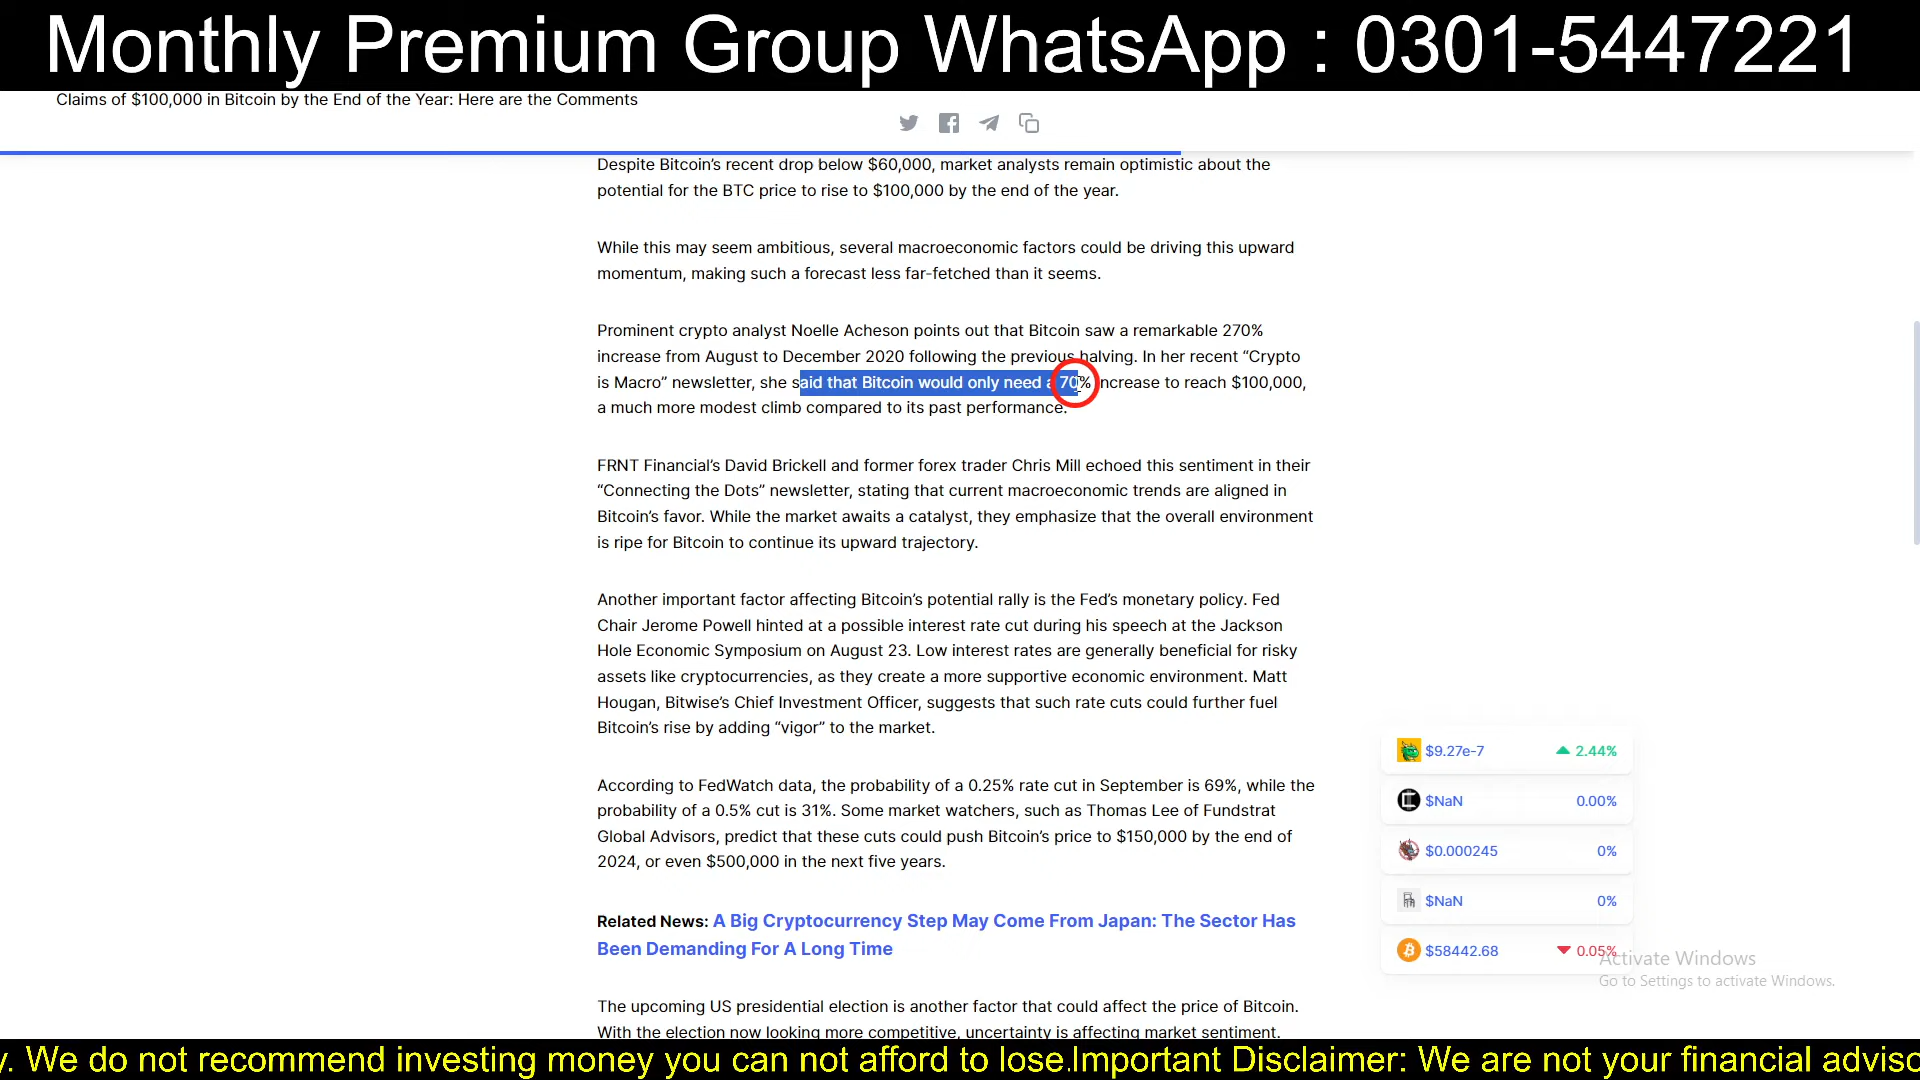 Monthly Premium Group WhatsApp : 0301-5447221
Claims of $100,000 in Bitcoin by the End of the Year: Here are the Comments
Despite Bitcoin’s recent drop below $60,000, market analysts remain optimistic about the
potential for the BTC price to rise to $100,000 by the end of the year.
While this may seem ambitious, several macroeconomic factors could be driving this upward
momentum, making such a forecast less far-fetched than it seems.
Prominent crypto analyst Noelle Acheson points out that Bitcoin saw a remarkable 270%
increase from August to December 2020 following the previous halving. In her recent “Crypto
is Macro” newsletter, she said that Bitcoin would only need a 70% increase to reach $100,000,
a much more modest climb compared to its past performance.
FRNT Financial’s David Brickell and former forex trader Chris Mill echoed this sentiment in their
“Connecting the Dots” newsletter, stating that current macroeconomic trends are aligned in
Bitcoin’s favor. While the market awaits a catalyst, they emphasize that the overall environment
is ripe for Bitcoin to continue its upward trajectory.
Another important factor affecting Bitcoin’s potential rally is the Fed’s monetary policy. Fed
Chair Jerome Powell hinted at a possible interest rate cut during his speech at the Jackson
Hole Economic Symposium on August 23. Low interest rates are generally beneficial for risky
assets like cryptocurrencies, as they create a more supportive economic environment. Matt
Hougan, Bitwise’s Chief Investment Officer, suggests that such rate cuts could further fuel
Bitcoin’s rise by adding “vigor” to the market.
According to FedWatch data, the probability of a 0.25% rate cut in September is 69%, while the
probability of a 0.5% cut is 31%. Some market watchers, such as Thomas Lee of Fundstrat
Global Advisors, predict that these cuts could push Bitcoin’s price to $150,000 by the end of
2024, or even $500,000 in the next five years.
Related News: A Big Cryptocurrency Step May Come From Japan: The Sector Has
Been Demanding For A Long Time
The upcoming US presidential election is another factor that could affect the price of Bitcoin.
With the election now looking more competitive, uncertainty is affecting market sentiment.
$9.27e-7 2.44%
$NaN 0.00%
$0.000245 0%
$NaN 0%
$58442.68 0.05%
Activate Windows
Go to Settings to activate Windows.
y. We do not recommend investing money you can not afford to lose.Important Disclaimer: We are not your financial adviso